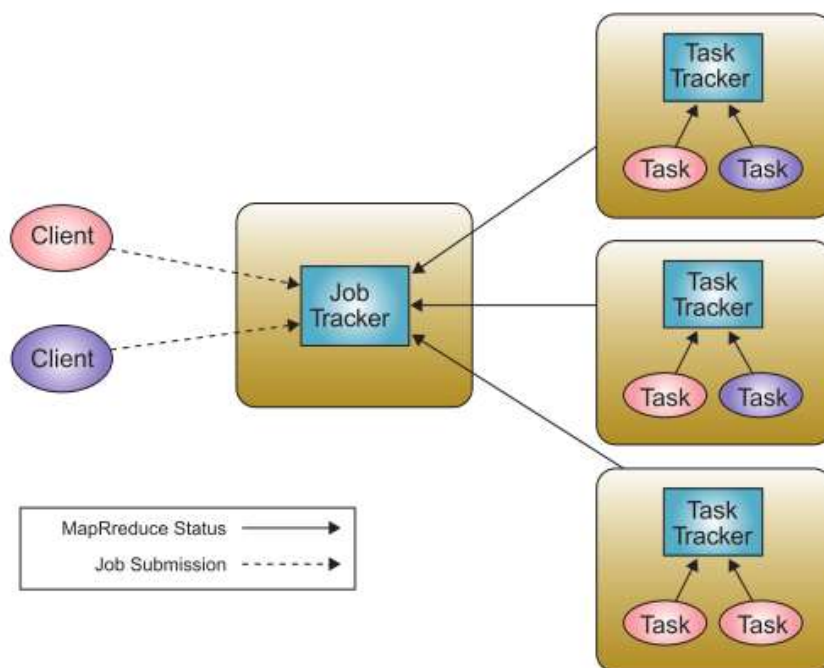 Client
Client
Job
Tracker
Task
Tracker
Task
Task
Task
Tracker
Task
Task
Task
Tracker
Task
Task
MapRreduce Status
Job Submission